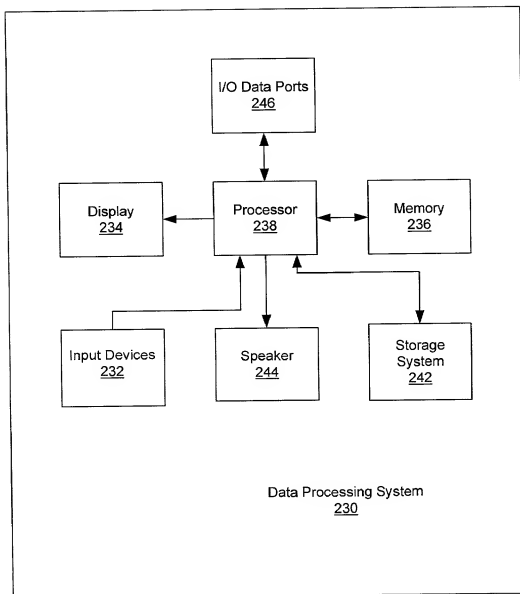 I/O Data Ports
246
Display
234
Processor
238
Memory
236
Input Devices
232
Speaker
244
Storage
System
242
Data Processing System
230